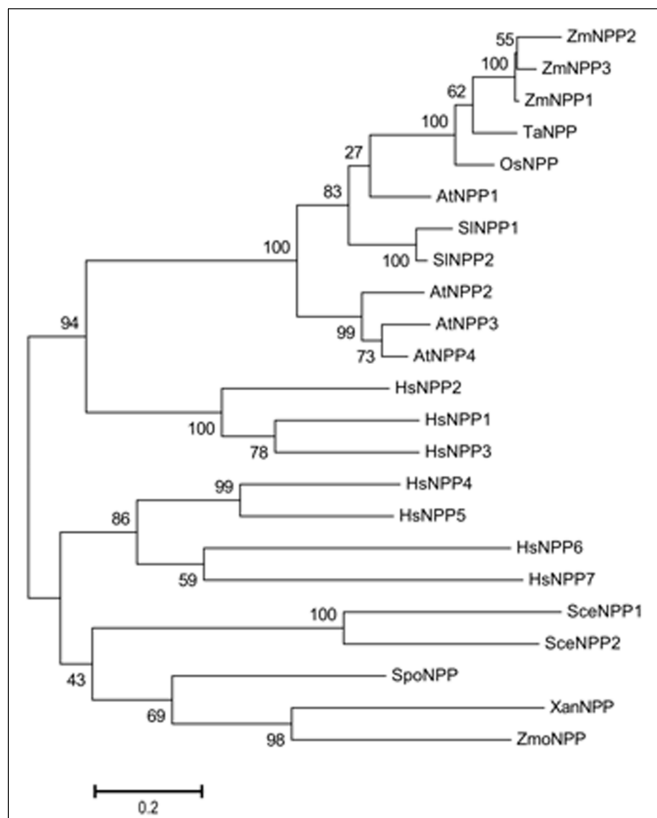 55
ZmNPP2
100
ZmNPP3
62
ZmNPP1
100
TaNPP
27
OsNPP
83
AtNPP1
SlNPP1
100
100
SlNPP2
AtNPP2
94
99
AtNPP3
73
AtNPP4
HsNPP2
100
HsNPP1
78
HsNPP3
99
HsNPP4
86
HsNPP5
HsNPP6
59
HsNPP7
100
SceNPP1
SceNPP2
43
SpoNPP
69
XanNPP
98
ZmoNPP
0.2